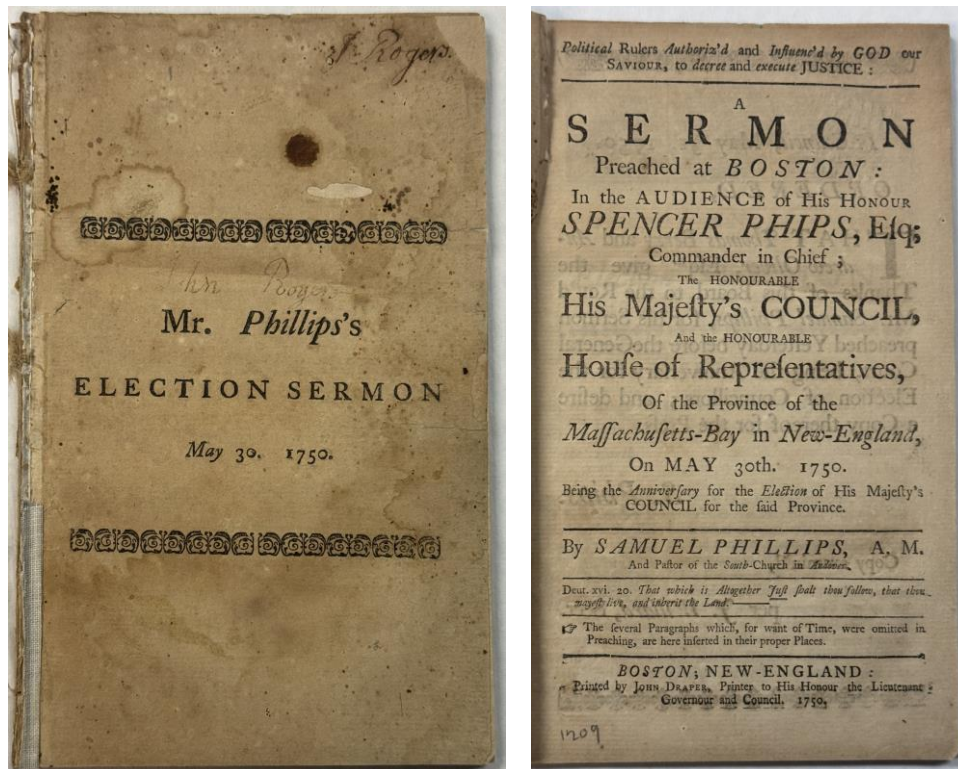 J. Rogers.
John Rogers
Mr. Phillips's
ELECTION SERMON
May 30. 1750.
Political Rulers Authoriz'd and Influenc'd by GOD our
SAVIOUR, to decree and execute JUSTICE :
A
SERMON
Preached at BOSTON :
In the AUDIENCE of His HONOUR
SPENCER PHIPS, Eſq;
Commander in Chief ;
The HONOURABLE
His Majeſty's COUNCIL,
And the HONOURABLE
Houſe of Repreſentatives,
Of the Province of the
Maſſachuſetts-Bay in New-England,
On MAY 30th. 1750.
Being the Anniverſary for the Election of His Majeſty's
COUNCIL for the ſaid Province.
By SAMUEL PHILLIPS, A. M.
And Paſtor of the South-Church in Andover.
Deut. xvi. 20. That which is Altogether Juſt ſhalt thou follow, that thou
mayeſt live, and inherit the Land.
☞ The ſeveral Paragraphs which, for want of Time, were omitted in
Preaching, are here inſerted in their proper Places.
BOSTON; NEW-ENGLAND :
Printed by JOHN DRAPER, Printer to His Honour the Lieutenant
Governour and Council. 1750.
1209